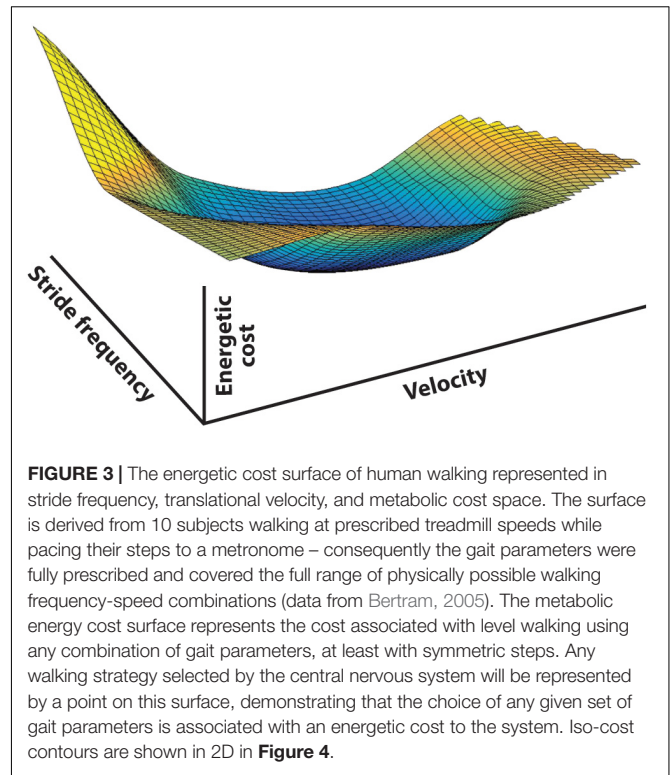 Stride frequency
Energetic
cost
Velocity
FIGURE 3 | The energetic cost surface of human walking represented in
stride frequency, translational velocity, and metabolic cost space. The surface
is derived from 10 subjects walking at prescribed treadmill speeds while
pacing their steps to a metronome – consequently the gait parameters were
fully prescribed and covered the full range of physically possible walking
frequency-speed combinations (data from Bertram, 2005). The metabolic
energy cost surface represents the cost associated with level walking using
any combination of gait parameters, at least with symmetric steps. Any
walking strategy selected by the central nervous system will be represented
by a point on this surface, demonstrating that the choice of any given set of
gait parameters is associated with an energetic cost to the system. Iso-cost
contours are shown in 2D in Figure 4.